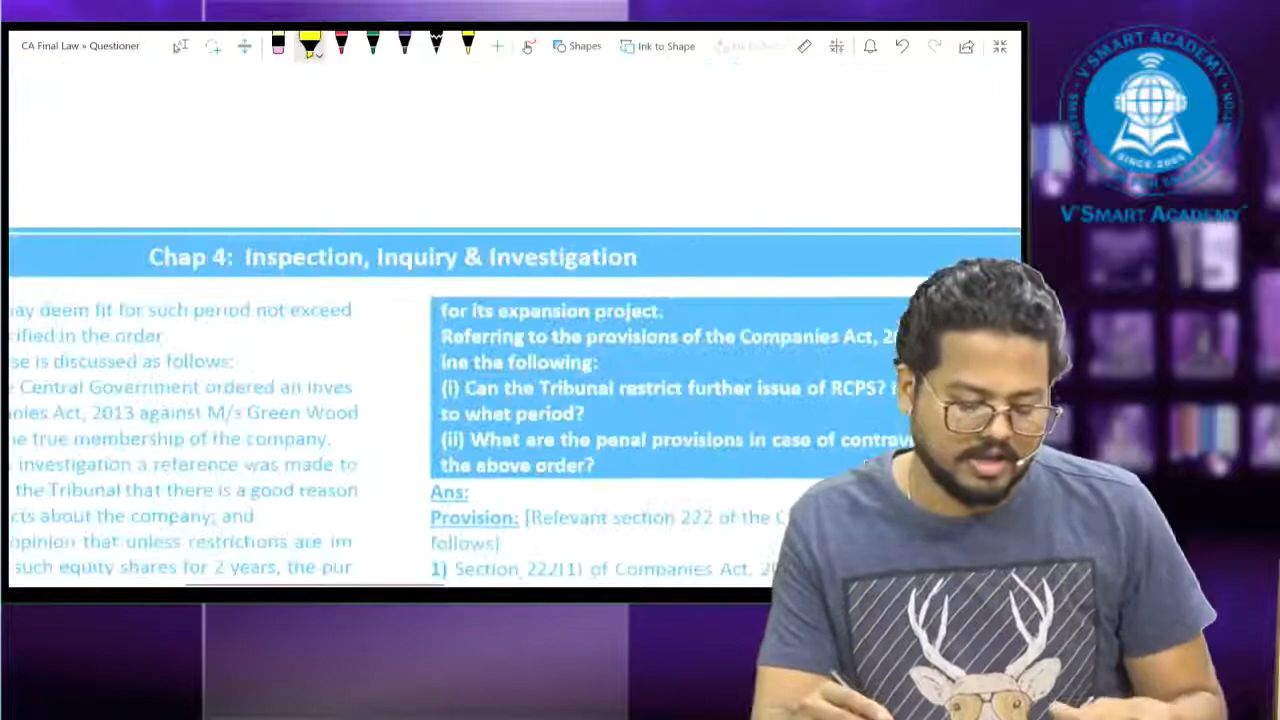 CA Final Law » Questioner
Shapes
Ink to Shape
Chap 4: Inspection, Inquiry & Investigation
ay deem fit for such period not exceed
ified in the order
se is discussed as follows:
Central Government ordered an inves
nies Act, 2013 against M/s Green Wood
ne true membership of the company.
investigation a reference was made to
the Tribunal that there is a good reason
cts about the company; and
opinion that unless restrictions are im
such equity shares for 2 years, the pur
for its expansion project.
Referring to the provisions of the Companies Act, 2
ine the following:
(i) Can the Tribunal restrict further issue of RCPS?
to what period?
(ii) What are the penal provisions in case of contrav
the above order?
Ans:
Provision: [Relevant section 222 of the C
follows]
1) Section 222(1) of Companies Act, 2
V'SMART ACADEMY
SINCE-2005
V'SMART ACADEMY